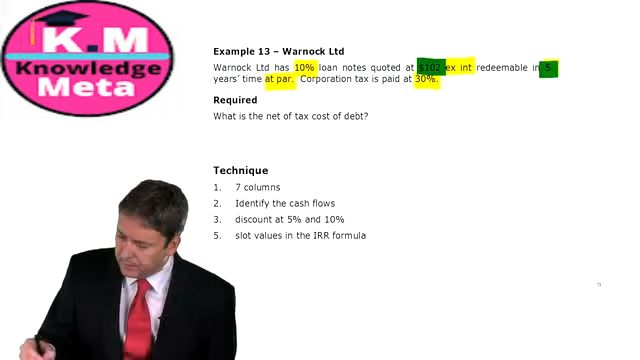 K.M
Knowledge
Meta
Example 13 – Warnock Ltd
Warnock Ltd has 10% loan notes quoted at $102 ex int redeemable in 5
years' time at par. Corporation tax is paid at 30%.
Required
What is the net of tax cost of debt?
Technique
1. 7 columns
2. Identify the cash flows
3. discount at 5% and 10%
5. slot values in the IRR formula